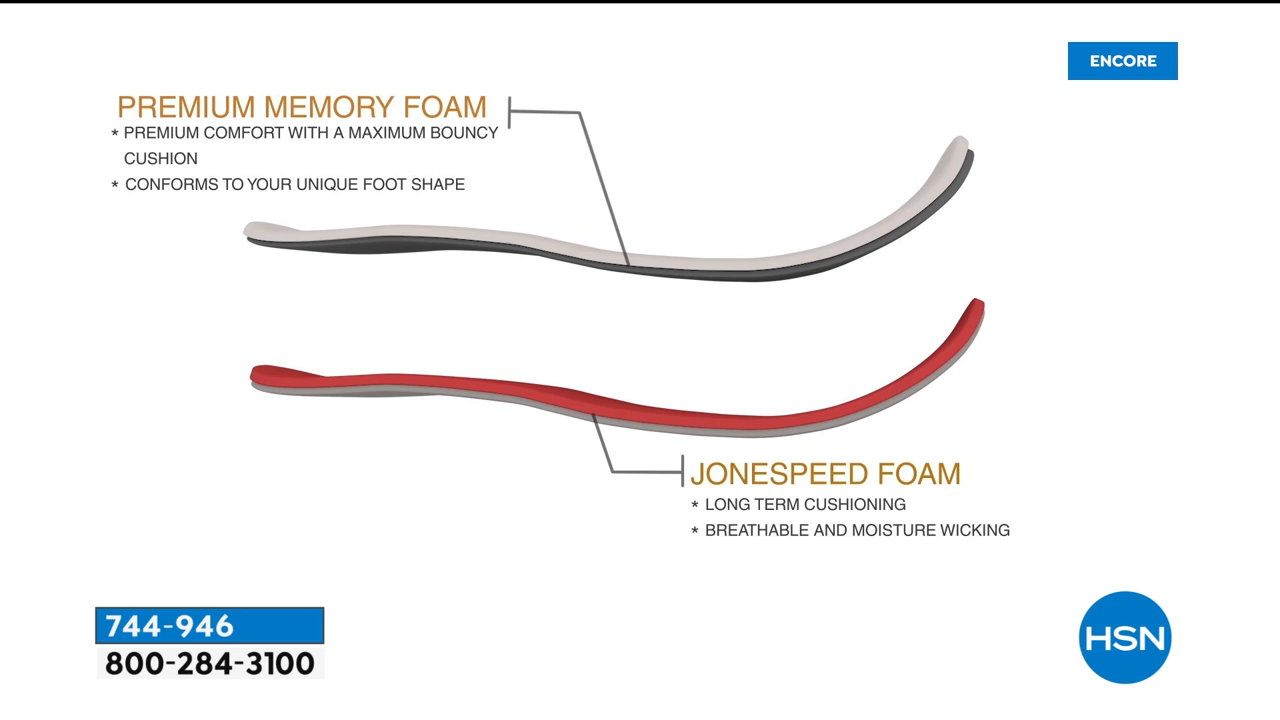 ENCORE
PREMIUM MEMORY FOAM
* PREMIUM COMFORT WITH A MAXIMUM BOUNCY
CUSHION
* CONFORMS TO YOUR UNIQUE FOOT SHAPE
JONESPEED FOAM
* LONG TERM CUSHIONING
* BREATHABLE AND MOISTURE WICKING
744-946
800-284-3100
HSN